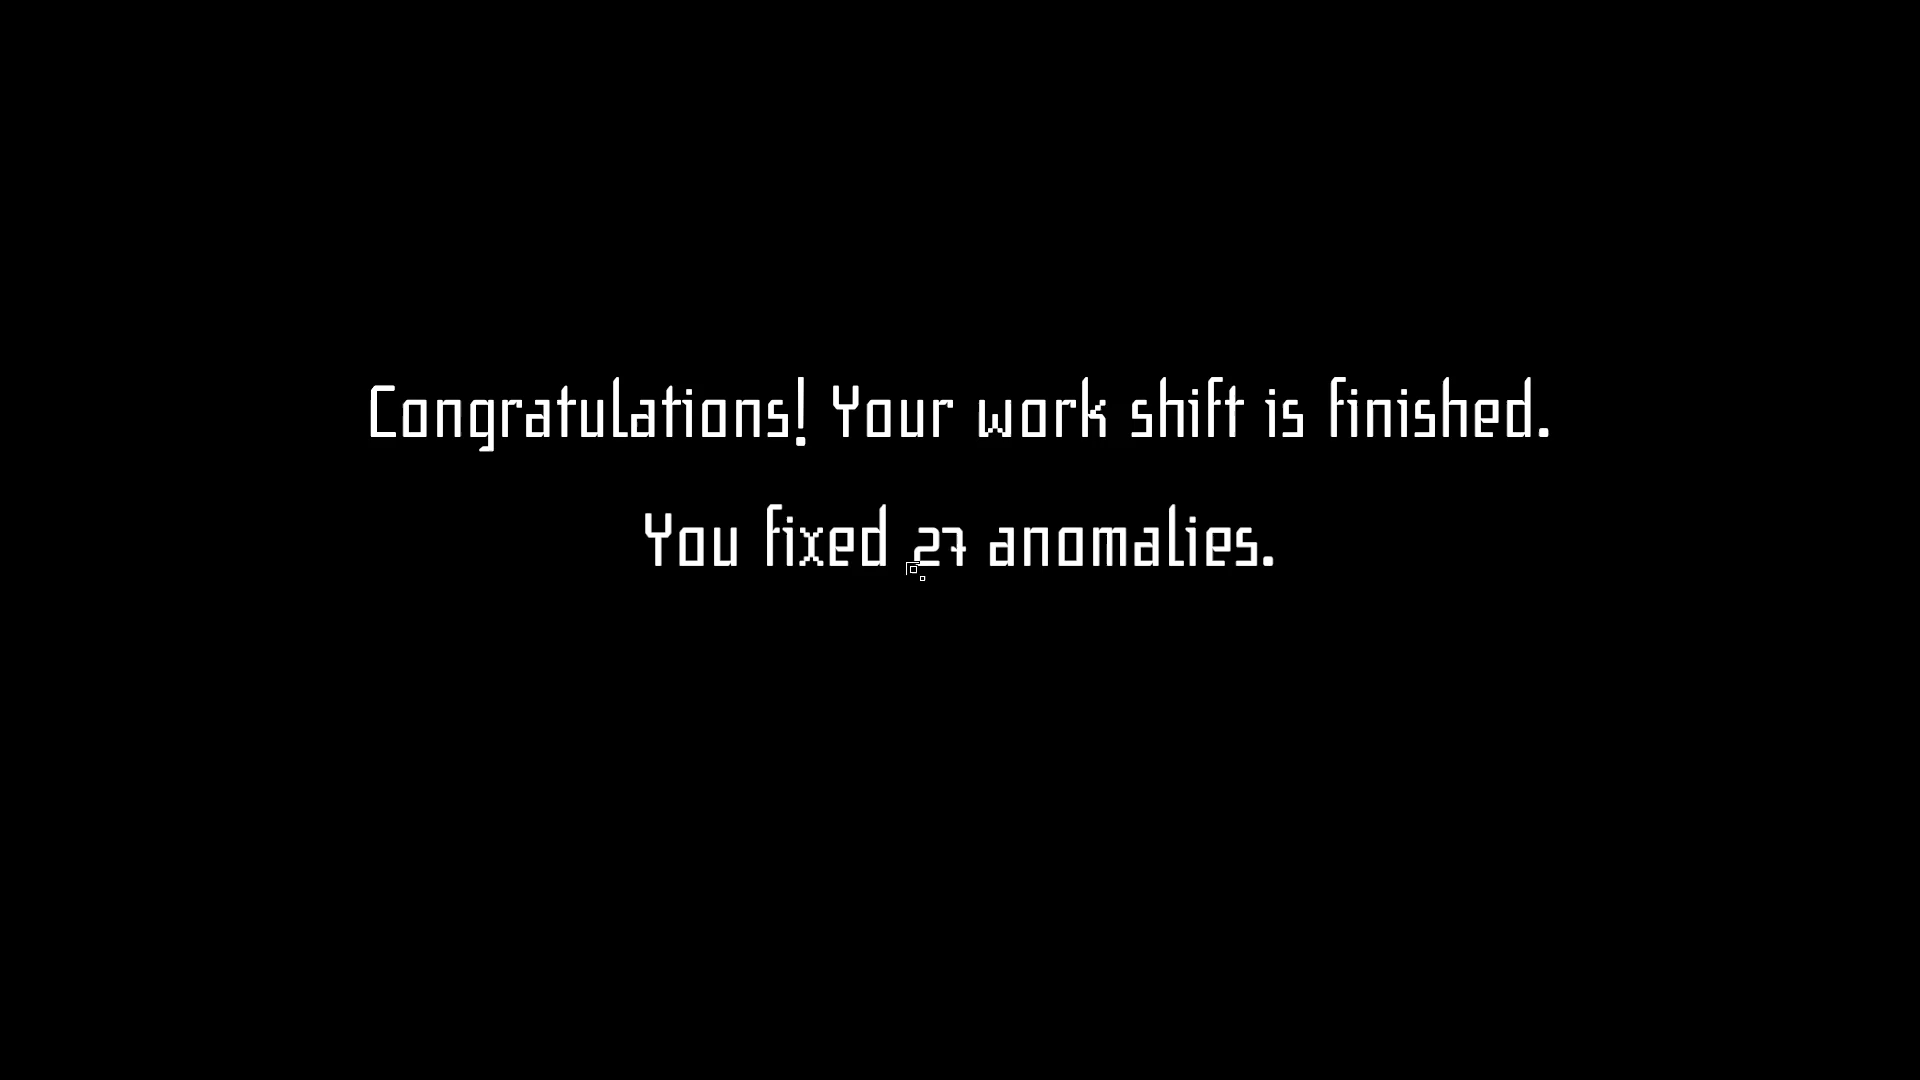 Congratulations! Your work shift is finished.
You fixed 27 anomalies.